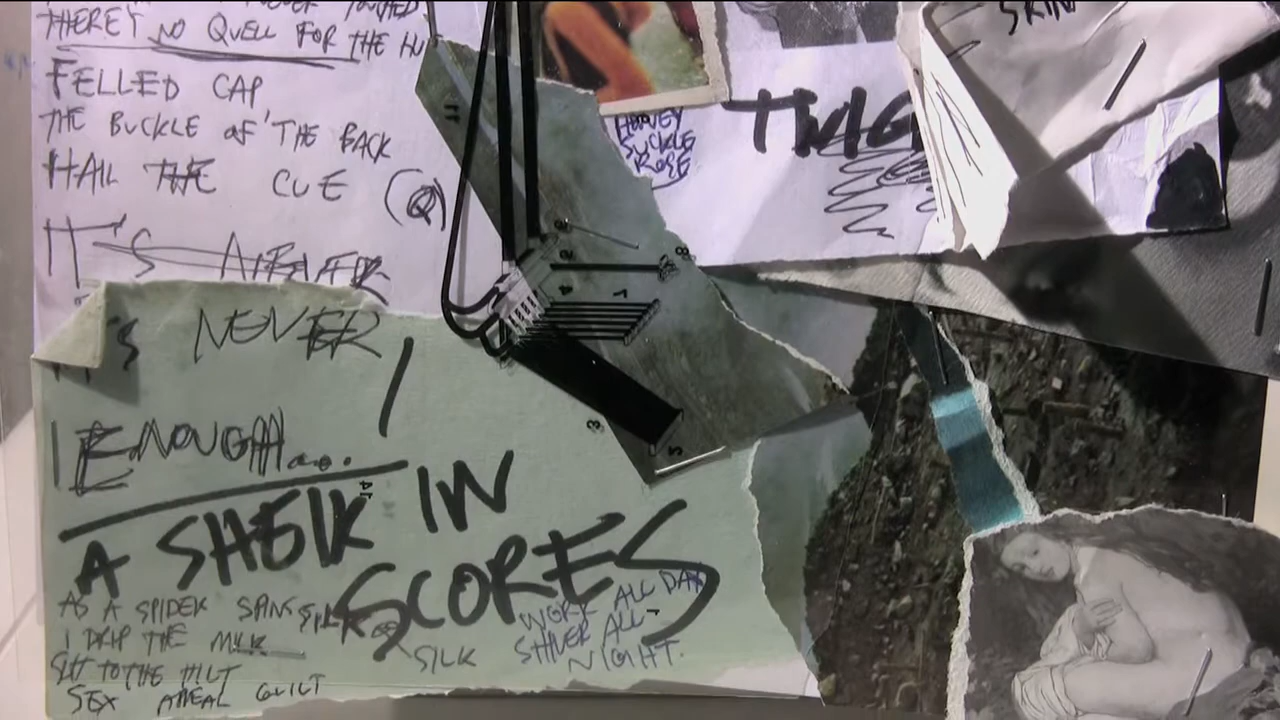 THERE'S NO QUELL FOR THE
FELLED CAP
THE BUCKLE OF THE BACK
HAIL THE CUE (Q)
IT'S
'S NEVER
ENOUGH...
A SHEIK IN
SCORES
AS A SPIDER SPINS SILK
I DRIP THE MILK
SILK
SLIT TO THE HILT
SEX APPEAL GUILT
WORK ALL DAY
SHIVER ALL
NIGHT.
HONEY
SUCKLE
ROSE
TWIG
SKIN